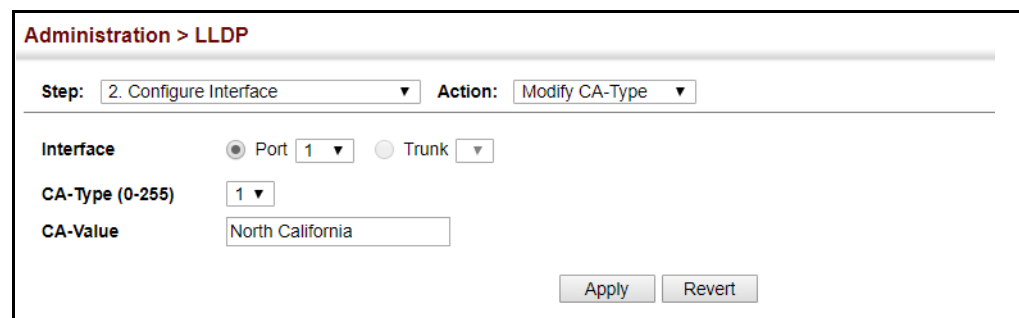 Administration > LLDP
Step: 2. Configure Interface Action: Modify CA-Type
Interface Port 1 Trunk
CA-Type (0-255) 1
CA-Value North California
Apply Revert